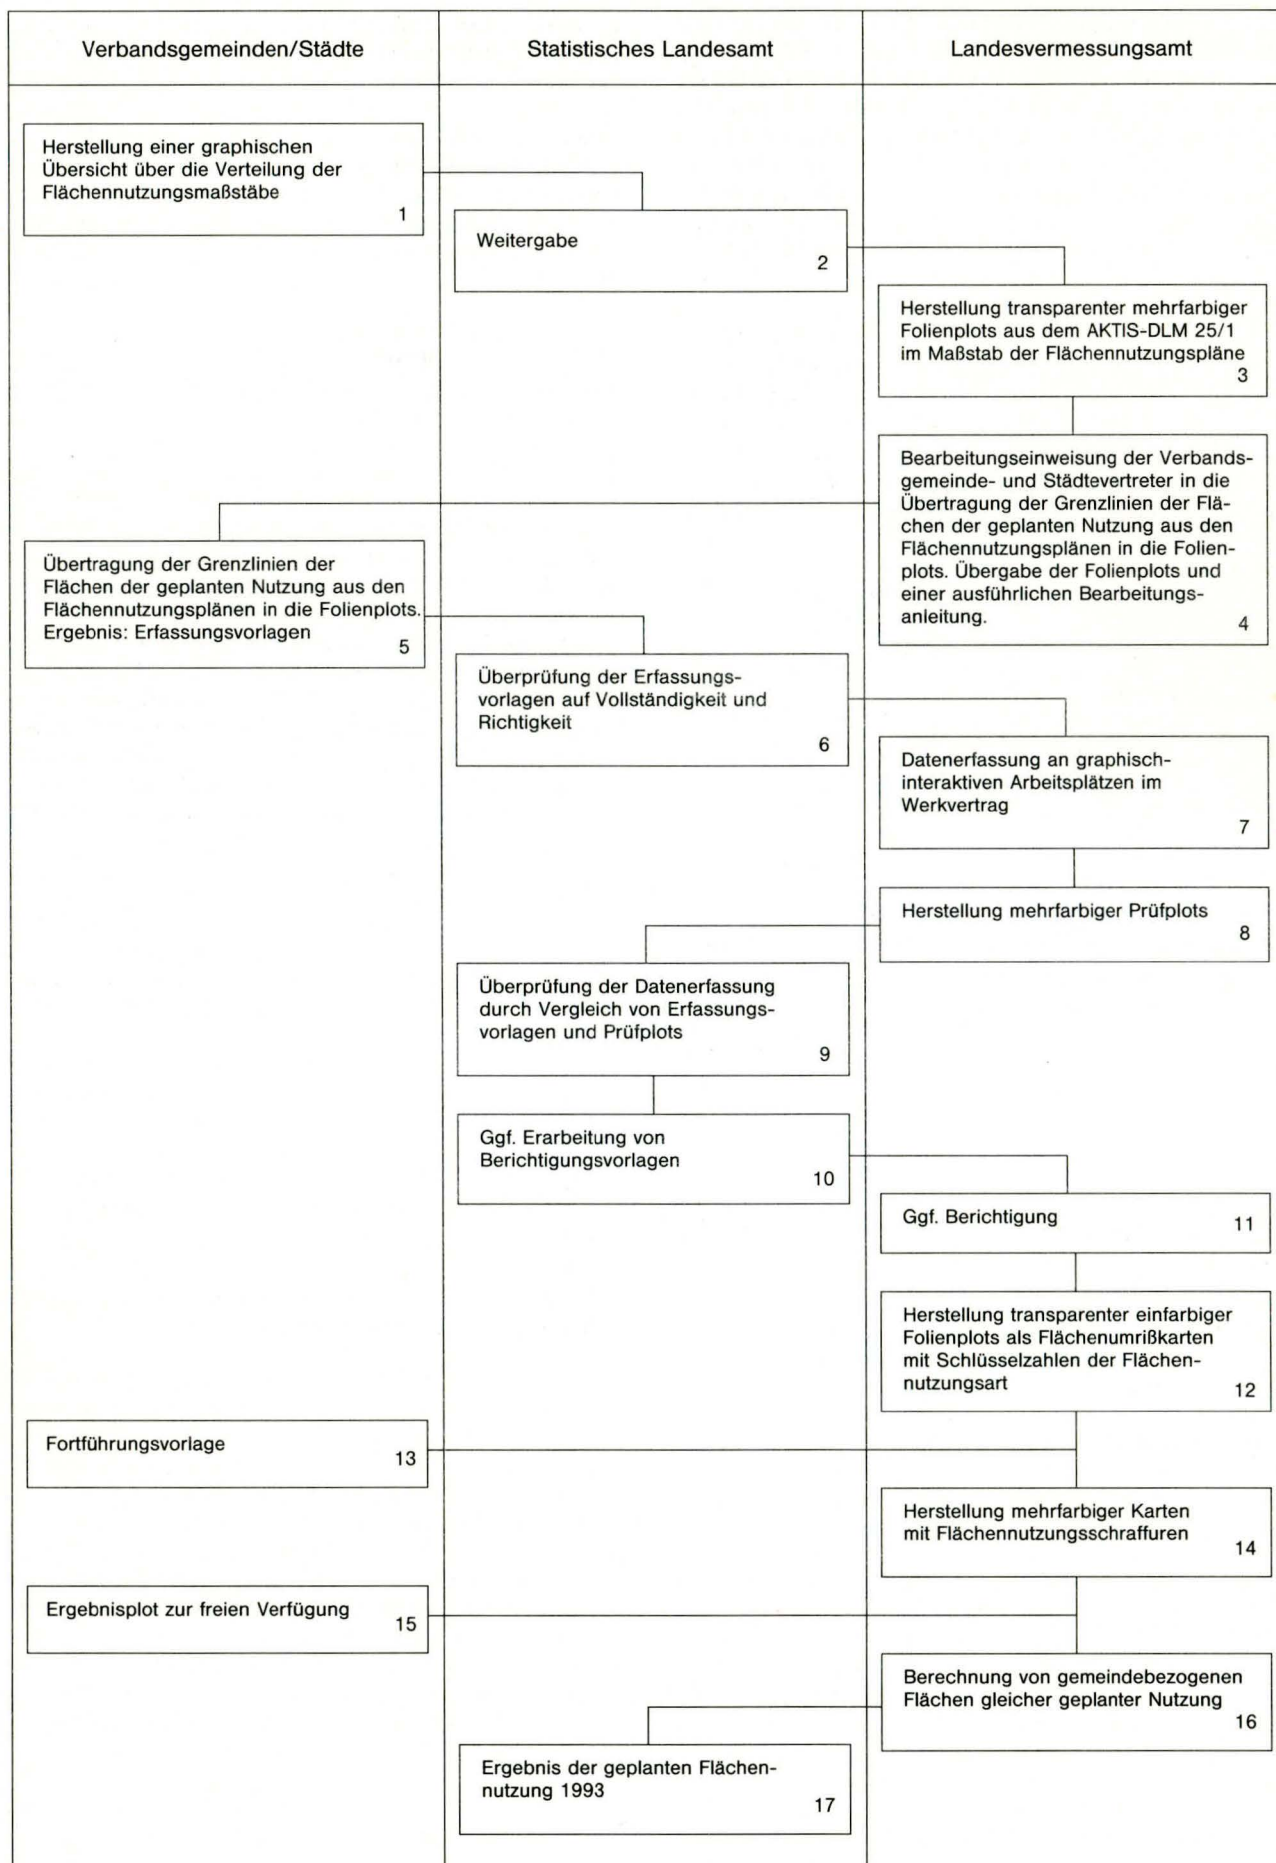 Verbandsgemeinden/Städte
Statistisches Landesamt
Landesvermessungsamt
Herstellung einer graphischen
Übersicht über die Verteilung der
Flächennutzungsmaßstäbe
1
Weitergabe
2
Herstellung transparenter mehrfarbiger
Folienplots aus dem AKTIS-DLM 25/1
im Maßstab der Flächennutzungspläne
3
Bearbeitungseinweisung der Verbands-
gemeinde- und Städtevertreter in die
Übertragung der Grenzlinien der Flä-
chen der geplanten Nutzung aus den
Flächennutzungsplänen in die Folien-
plots. Übergabe der Folienplots und
einer ausführlichen Bearbeitungs-
anleitung.
4
Übertragung der Grenzlinien der
Flächen der geplanten Nutzung aus den
Flächennutzungsplänen in die Folienplots.
Ergebnis: Erfassungsvorlagen
5
Überprüfung der Erfassungs-
vorlagen auf Vollständigkeit und
Richtigkeit
6
Datenerfassung an graphisch-
interaktiven Arbeitsplätzen im
Werkvertrag
7
Herstellung mehrfarbiger Prüfplots
8
Überprüfung der Datenerfassung
durch Vergleich von Erfassungs-
vorlagen und Prüfplots
9
Ggf. Erarbeitung von
Berichtigungsvorlagen
10
Ggf. Berichtigung
11
Herstellung transparenter einfarbiger
Folienplots als Flächenumrißkarten
mit Schlüsselzahlen der Flächen-
nutzungsart
12
Fortführungsvorlage
13
Herstellung mehrfarbiger Karten
mit Flächennutzungsschraffuren
14
Ergebnisplot zur freien Verfügung
15
Berechnung von gemeindebezogenen
Flächen gleicher geplanter Nutzung
16
Ergebnis der geplanten Flächen-
nutzung 1993
17